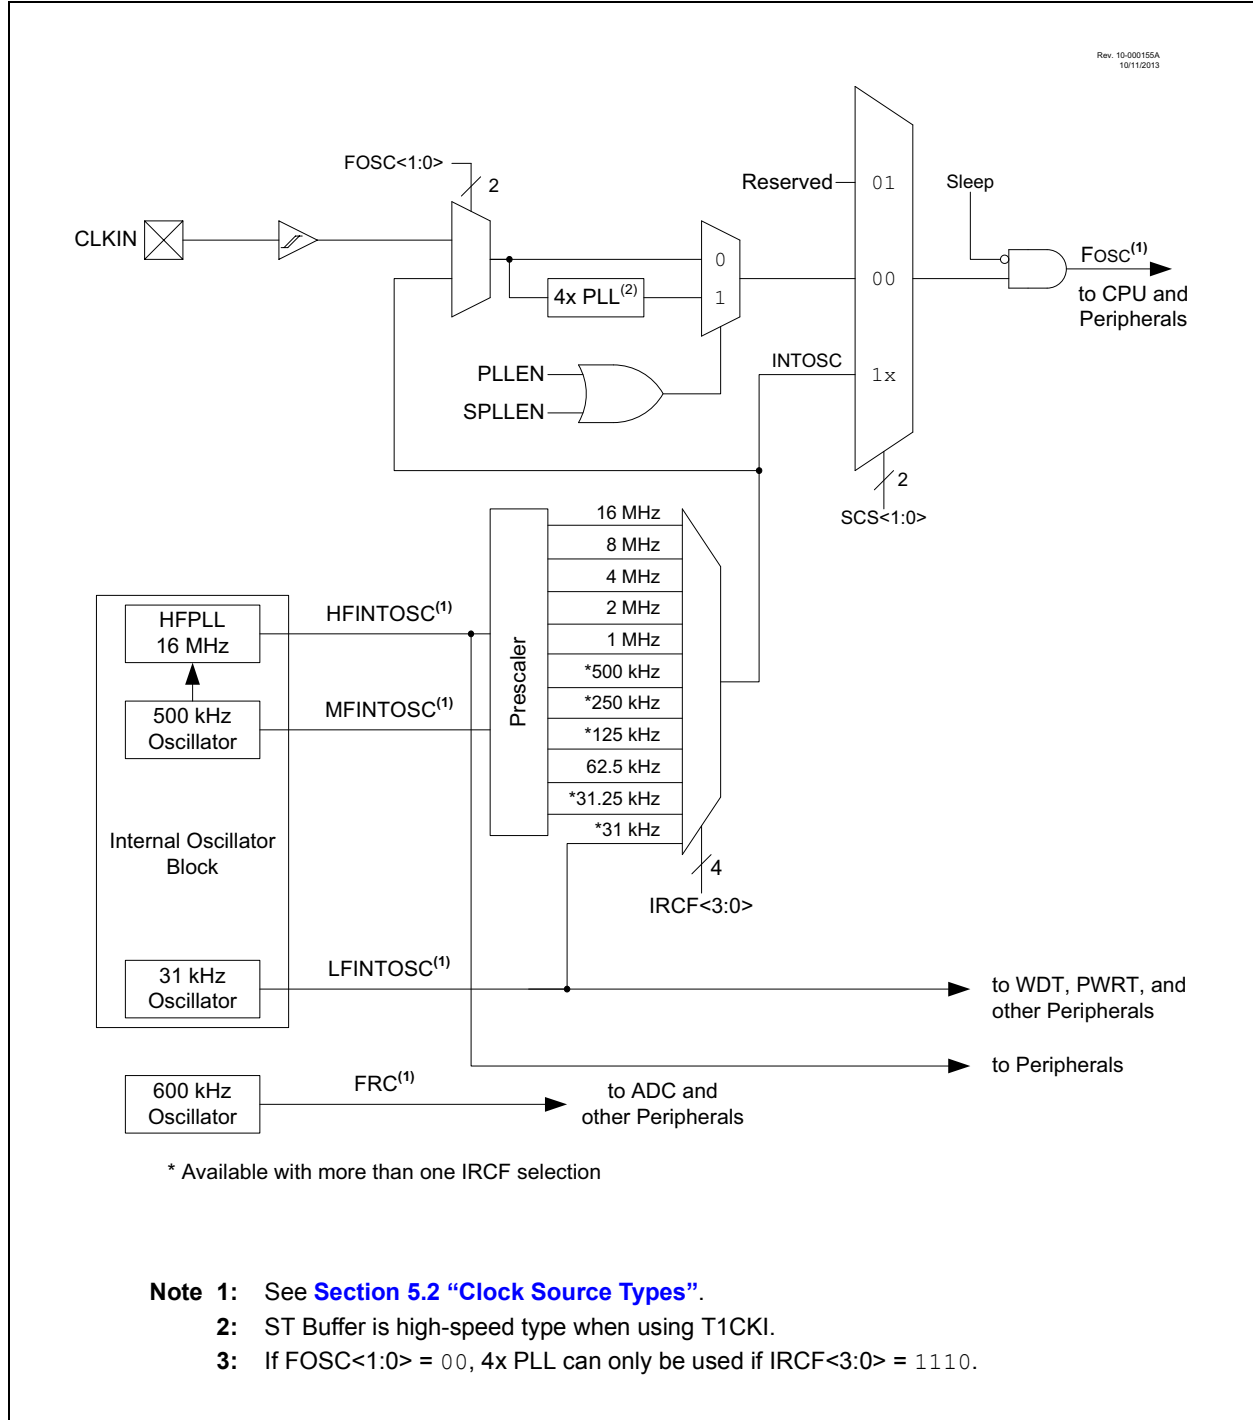 Rev. 10-000155A
10/11/2013
FOSC<1:0>
2
Reserved
01
Sleep
CLKIN
0
FOSC(1)
4x PLL(2)
1
00
to CPU and
Peripherals
INTOSC
1x
PLLEN
SPLLEN
2
SCS<1:0>
16 MHz
8 MHz
4 MHz
2 MHz
1 MHz
*500 kHz
*250 kHz
*125 kHz
62.5 kHz
*31.25 kHz
*31 kHz
HFPLL
16 MHz
HFINTOSC(1)
500 kHz
Oscillator
MFINTOSC(1)
Prescaler
Internal Oscillator
Block
4
IRCF<3:0>
31 kHz
Oscillator
LFINTOSC(1)
to WDT, PWRT, and
other Peripherals
to Peripherals
600 kHz
Oscillator
FRC(1)
to ADC and
other Peripherals
* Available with more than one IRCF selection
Note 1: See Section 5.2 “Clock Source Types”.
2: ST Buffer is high-speed type when using T1CKI.
3: If FOSC<1:0> = 00, 4x PLL can only be used if IRCF<3:0> = 1110.